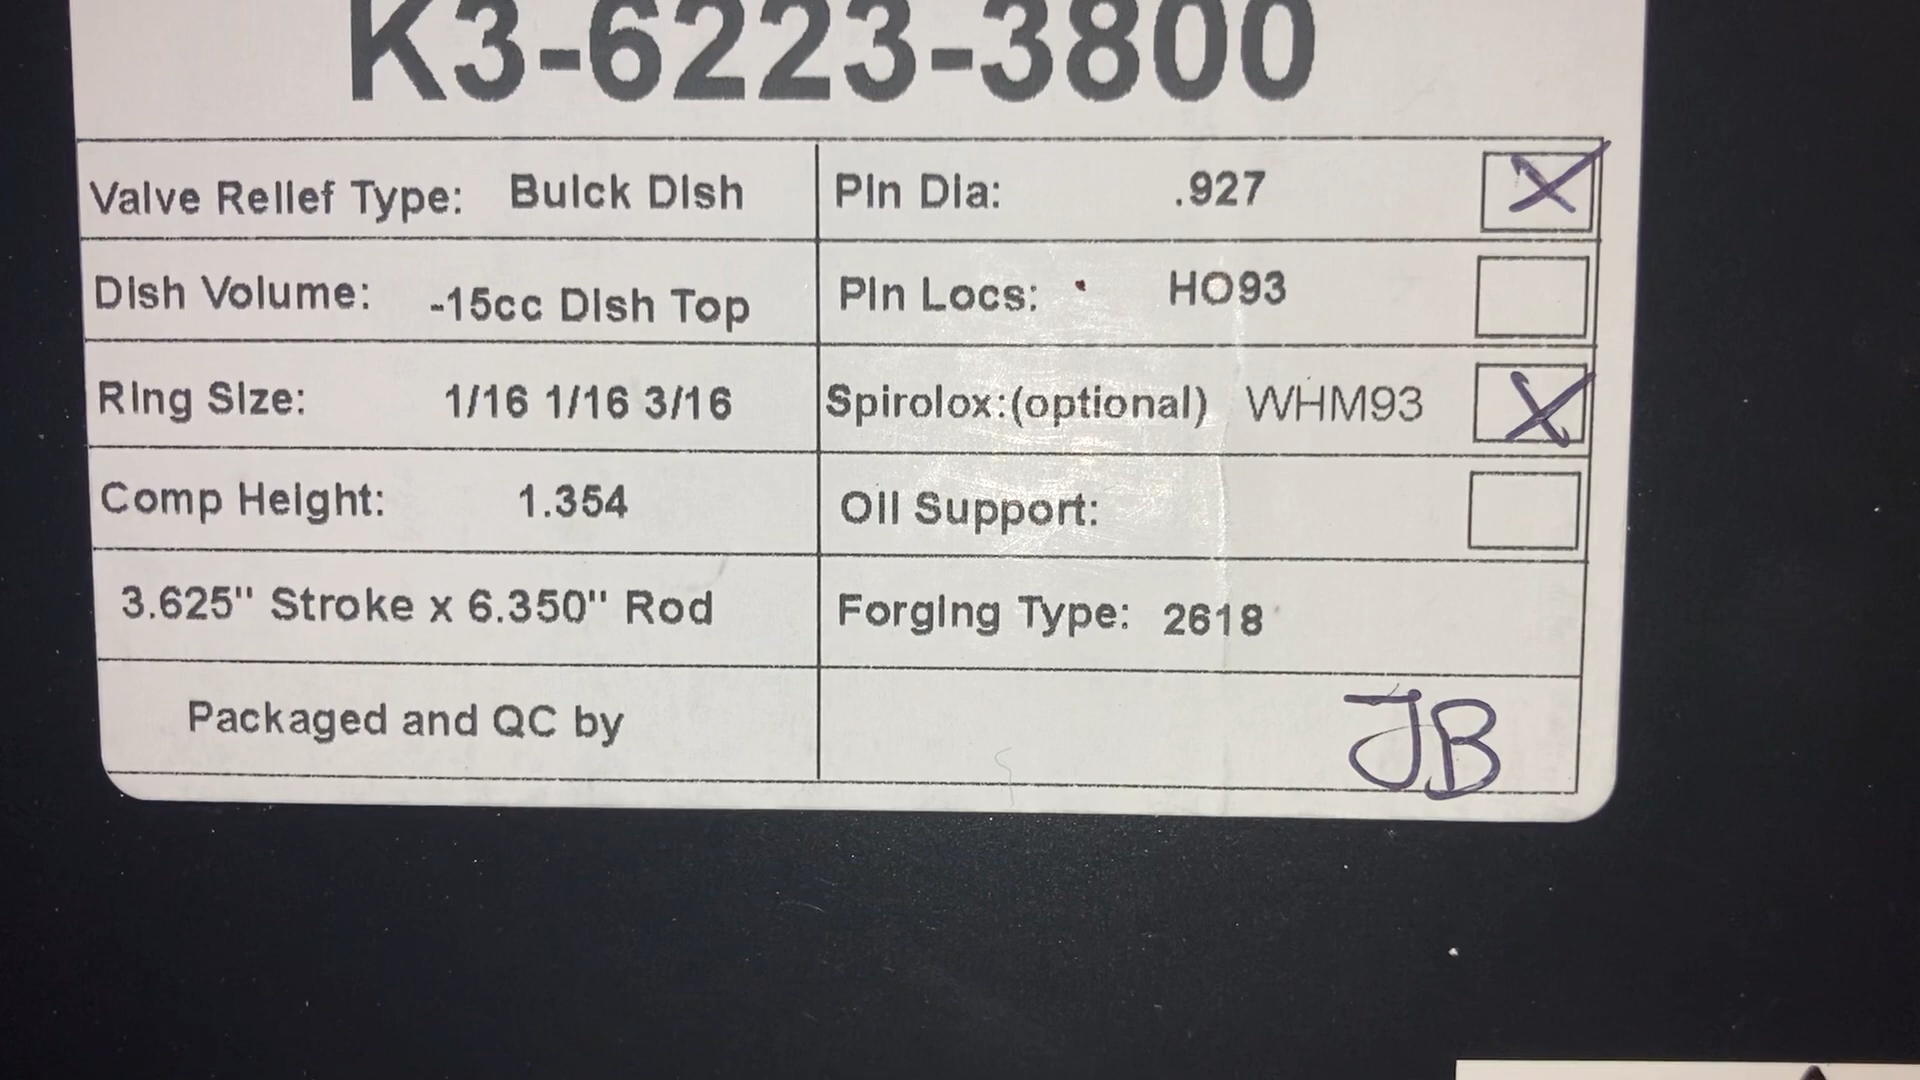 K3-6223-3800
Valve Relief Type: Buick Dish
Pin Dia: .927 X
Dish Volume: -15cc Dish Top
Pin Locs: HO93
Ring Size: 1/16 1/16 3/16
Spirolox:(optional) WHM93 X
Comp Height: 1.354
Oil Support:
3.625" Stroke x 6.350" Rod
Forging Type: 2618
Packaged and QC by
JB